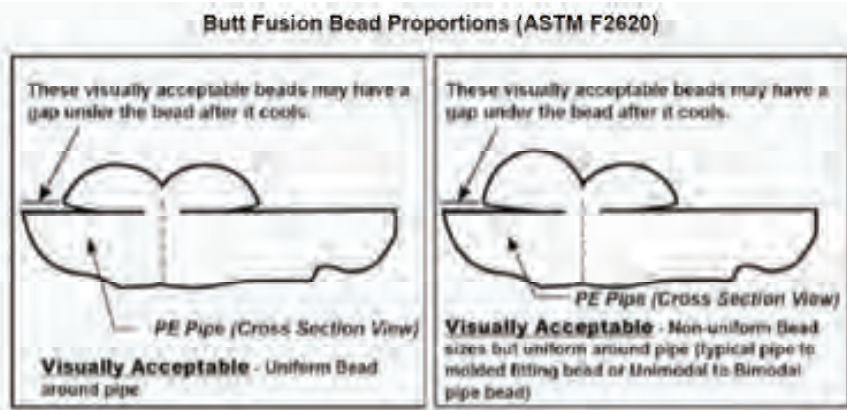 Butt Fusion Bead Proportions (ASTM F2620)
These visually acceptable beads may have a
gap under the bead after it cools.
PE Pipe (Cross Section View)
Visually Acceptable - Uniform Bead
around pipe
These visually acceptable beads may have a
gap under the bead after it cools.
PE Pipe (Cross Section View)
Visually Acceptable - Non-uniform Bead
sizes but uniform around pipe (typical pipe to
molded fitting bead or Unimodal to Bimodal
pipe bead)